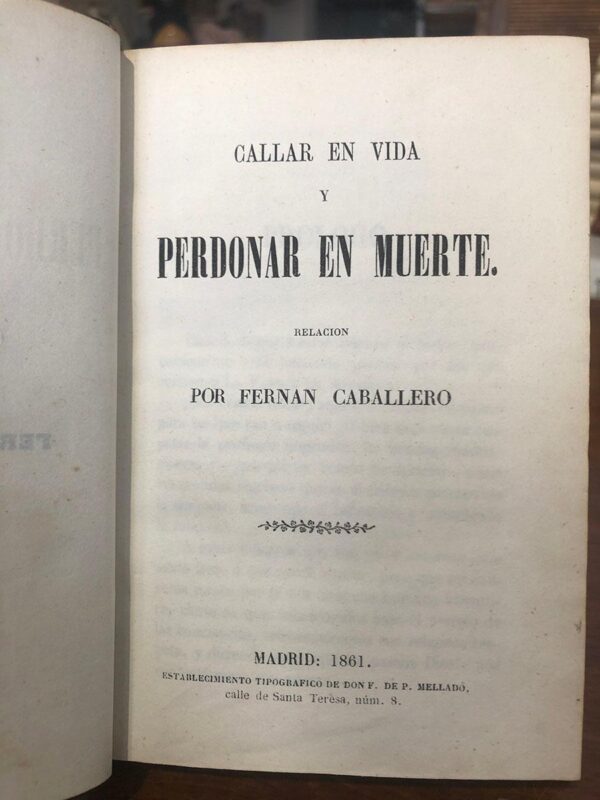 CALLAR EN VIDA
Y
PERDONAR EN MUERTE.
RELACION
POR FERNAN CABALLERO
MADRID: 1861.
ESTABLECIMIENTO TIPOGRAFICO DE DON F. DE P. MELLADO,
calle de Santa Teresa, núm. 8.